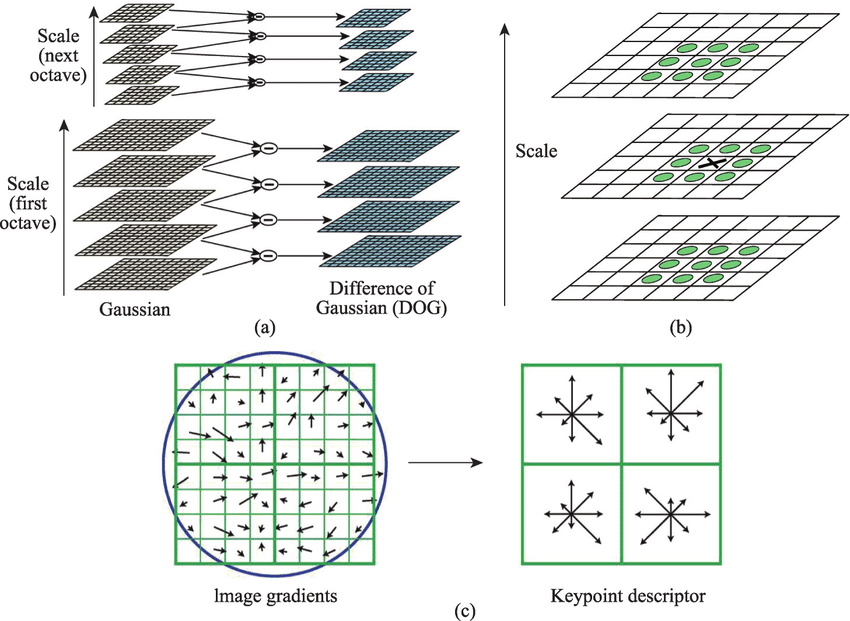 Scale
(next
octave)
Scale
(first
octave)
Gaussian
Difference of
Gaussian (DOG)
(a)
Scale
(b)
Image gradients
Keypoint descriptor
(c)